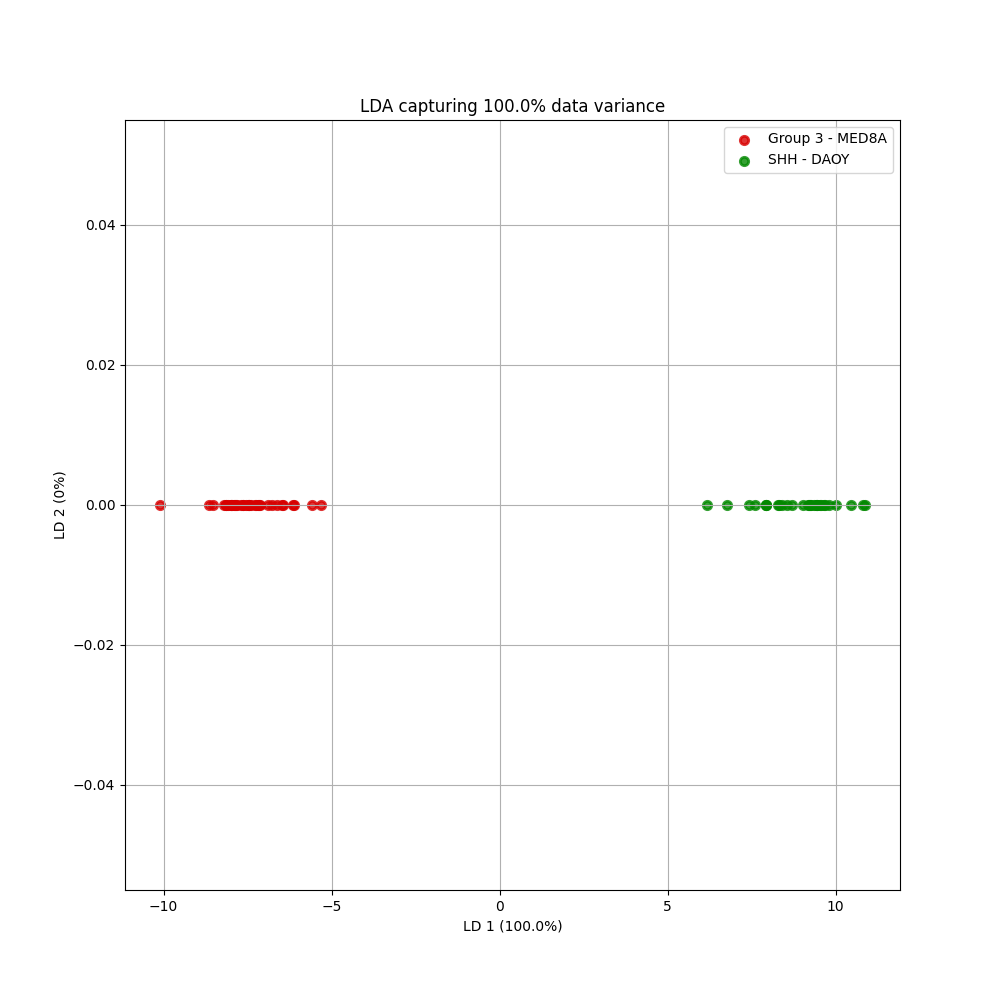 LDA capturing 100.0% data variance
Group 3 - MED8A
SHH - DAOY
0.04
0.02
0.00
−0.02
−0.04
LD 2 (0%)
−10
−5
0
5
10
LD 1 (100.0%)